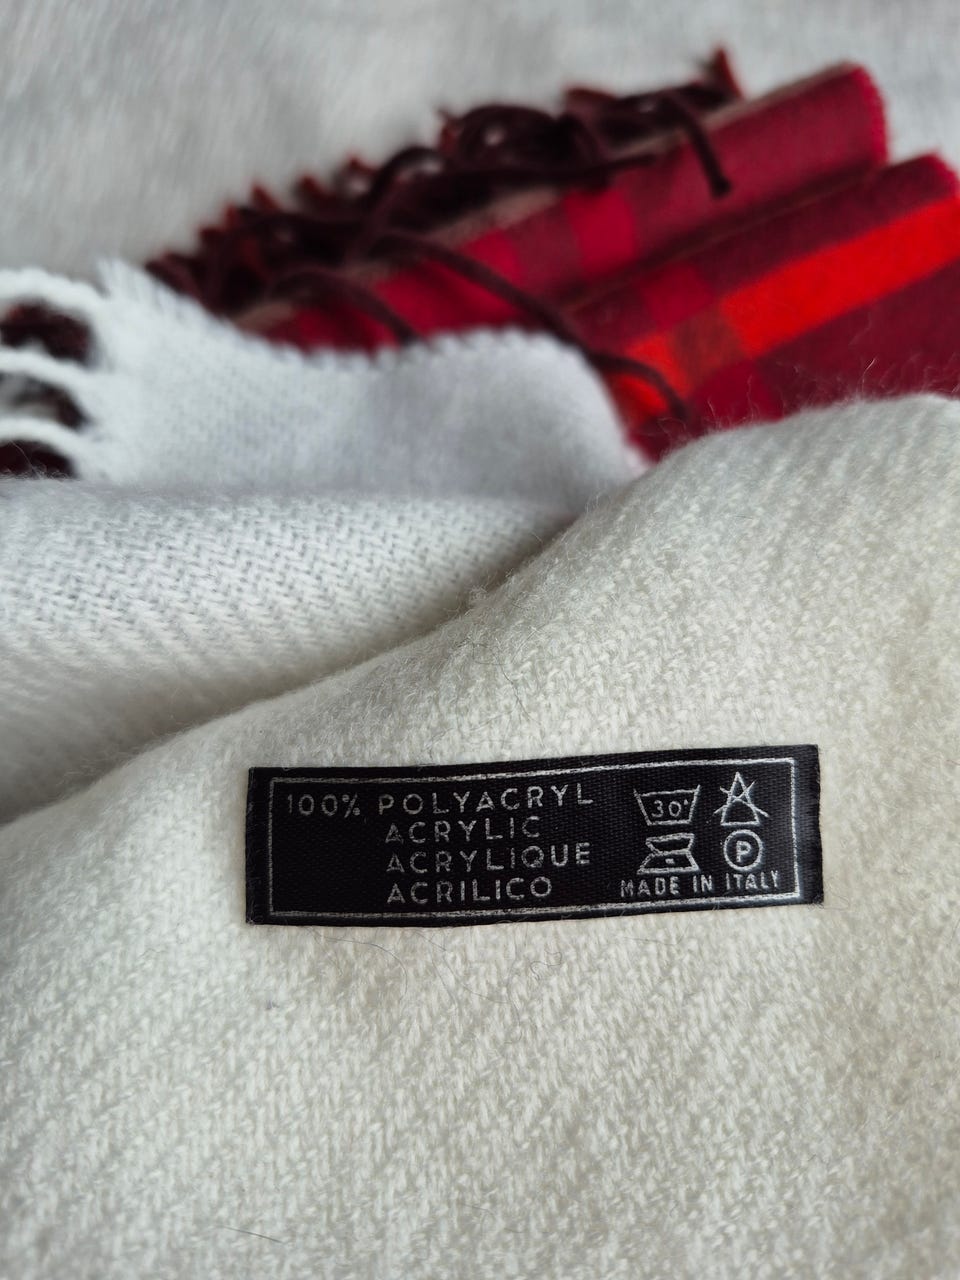 100% POLYACRYL
ACRYLIC
ACRYLIQUE
ACRILICO
30°
P
MADE IN ITALY